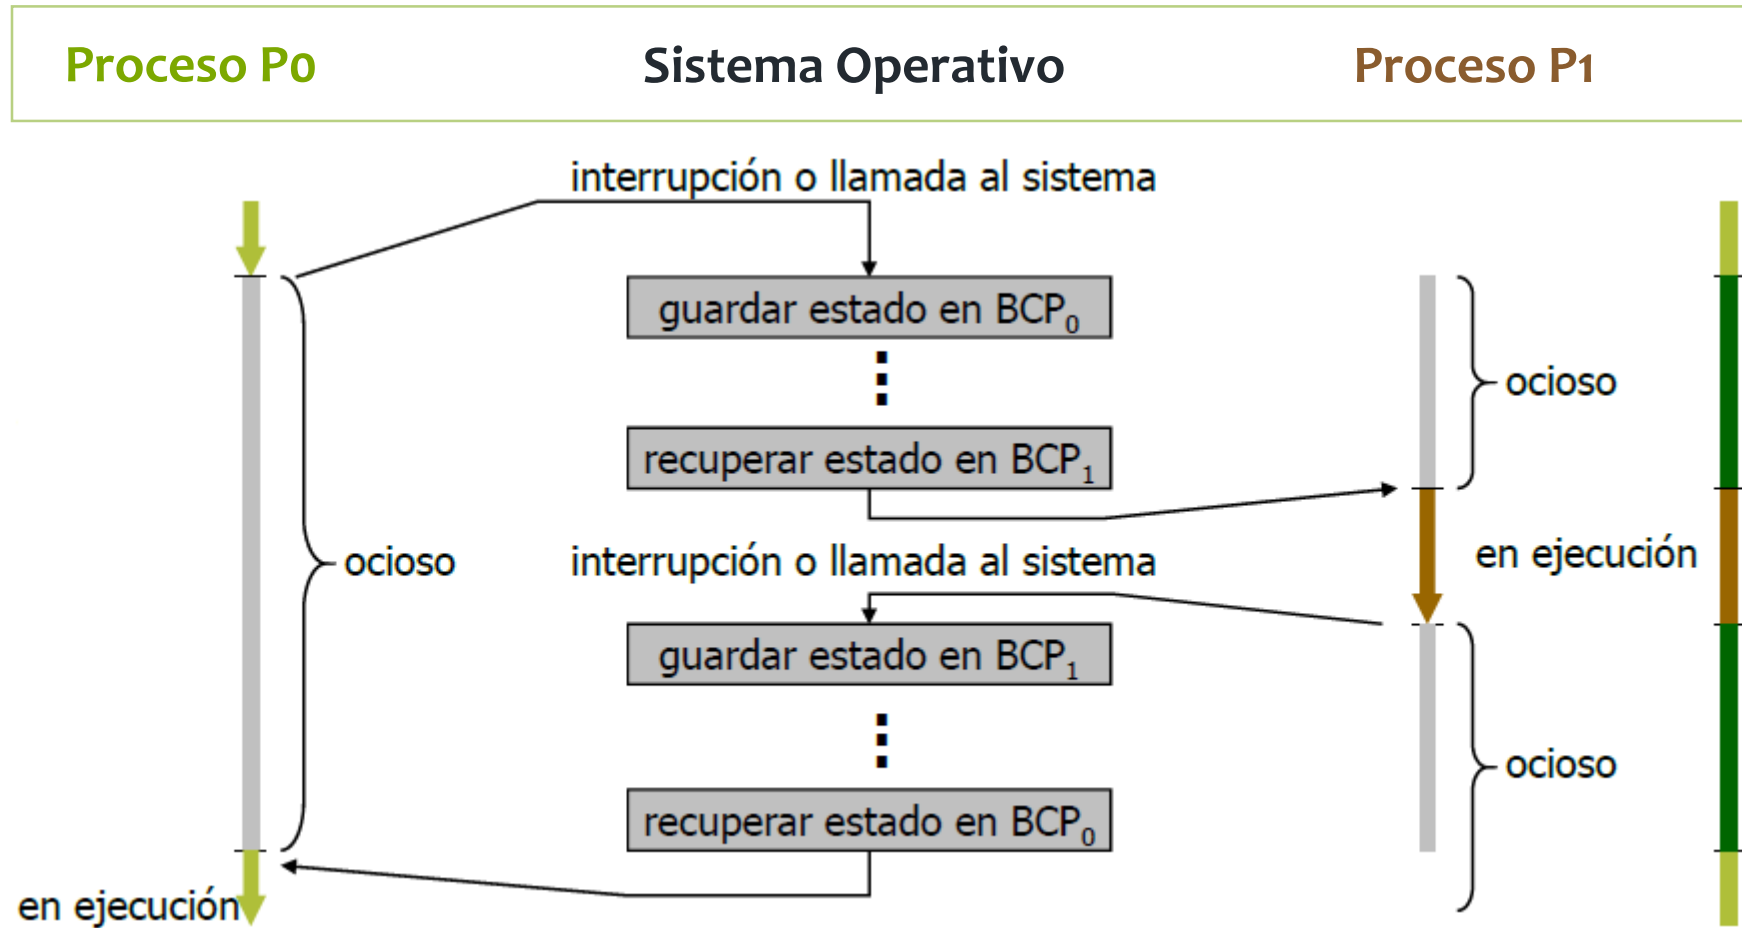 Proceso P0
Sistema Operativo
Proceso P1
interrupción o llamada al sistema
guardar estado en BCP0
ocioso
recuperar estado en BCP1
ocioso
interrupción o llamada al sistema
en ejecución
guardar estado en BCP1
ocioso
recuperar estado en BCP0
en ejecución